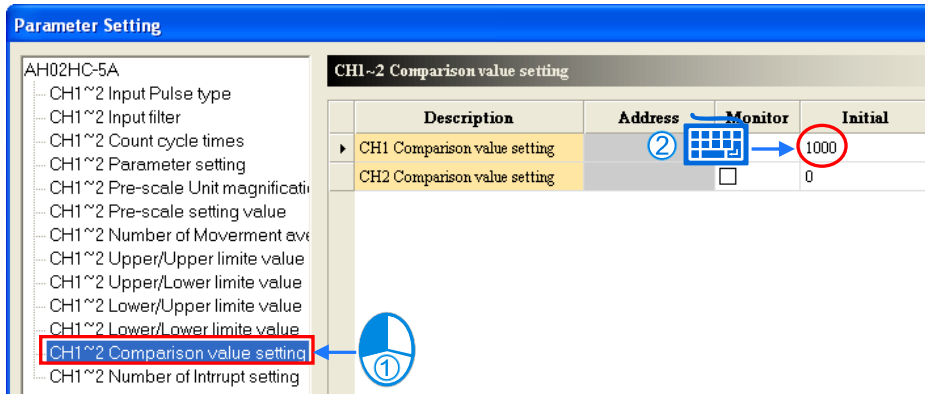 Parameter Setting
AH02HC-5A
CH1~2 Input Pulse type
CH1~2 Input filter
CH1~2 Count cycle times
CH1~2 Parameter setting
CH1~2 Pre-scale Unit magnificati
CH1~2 Pre-scale setting value
CH1~2 Number of Moverment ave
CH1~2 Upper/Upper limite value
CH1~2 Upper/Lower limite value
CH1~2 Lower/Upper limite value
CH1~2 Lower/Lower limite value
CH1~2 Comparison value setting
CH1~2 Number of Intrrupt setting
1
CH1~2 Comparison value setting
Description Address Monitor Initial
CH1 Comparison value setting 2 1000
CH2 Comparison value setting 0